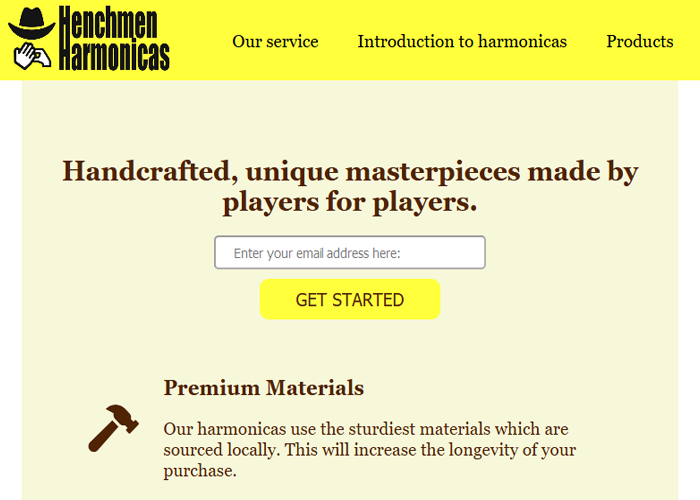 Henchmen
Harmonicas
Our service
Introduction to harmonicas
Products
Handcrafted, unique masterpieces made by
players for players.
Enter your email address here:
GET STARTED
Premium Materials
Our harmonicas use the sturdiest materials which are
sourced locally. This will increase the longevity of your
purchase.